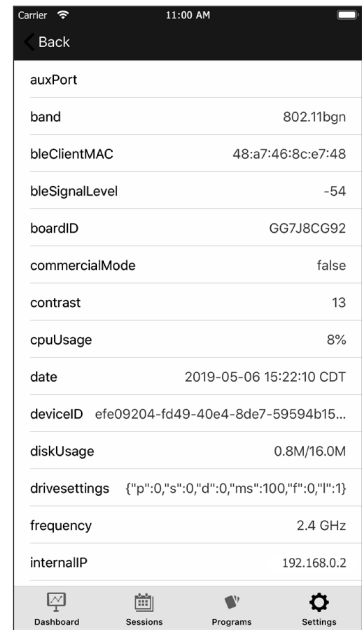 Carrier 11:00 AM
Back
auxPort
band 802.11bgn
bleClientMAC 48:a7:46:8c:e7:48
bleSignalLevel -54
boardID GG7J8CG92
commercialMode false
contrast 13
cpuUsage 8%
date 2019-05-06 15:22:10 CDT
deviceID efe09204-fd49-40e4-8de7-59594b15...
diskUsage 0.8M/16.0M
drivesettings {"p":0,"s":0,"d":0,"ms":100,"f":0,"l":1}
frequency 2.4 GHz
internalIP 192.168.0.2
Dashboard Sessions Programs Settings